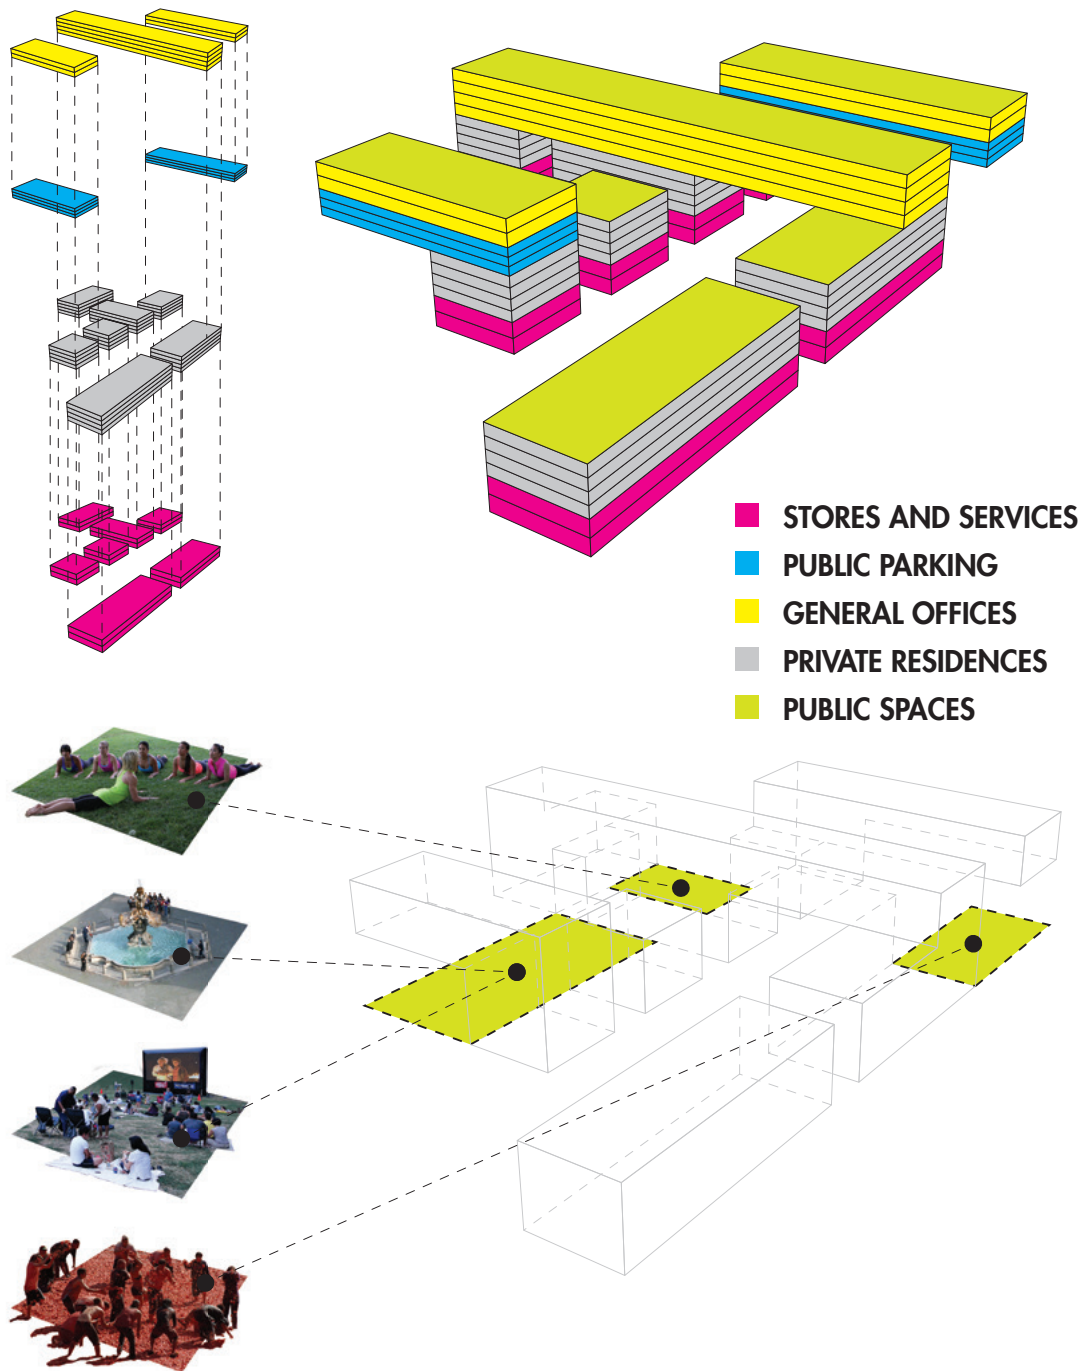 STORES AND SERVICES
PUBLIC PARKING
GENERAL OFFICES
PRIVATE RESIDENCES
PUBLIC SPACES